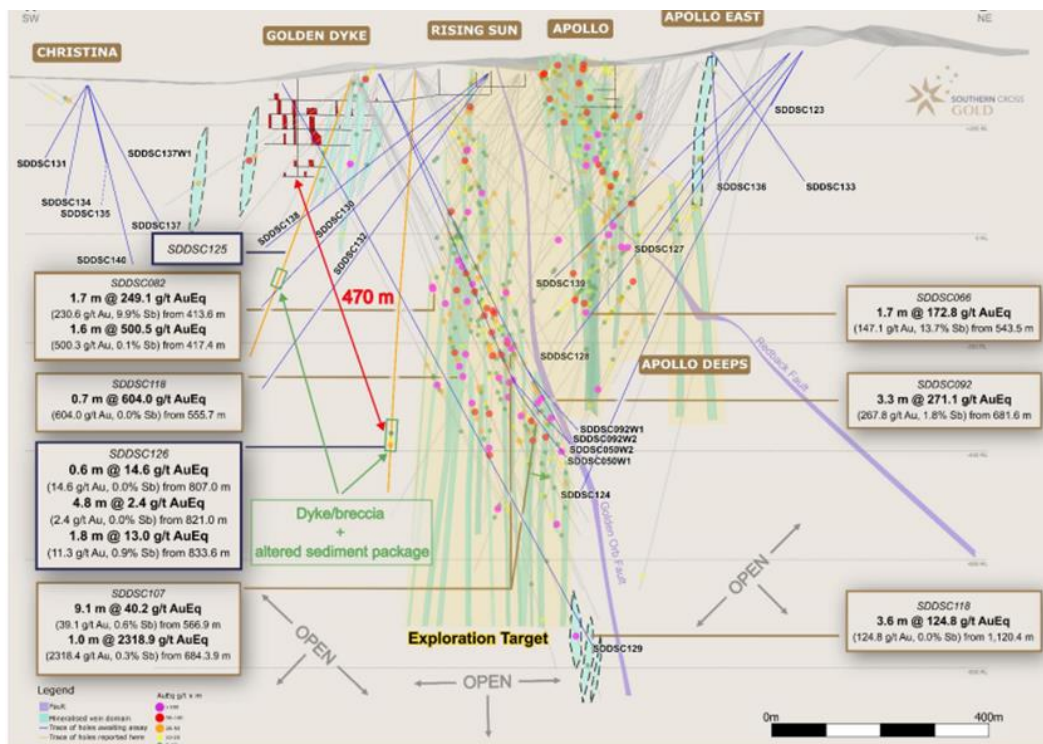 SW
NE
CHRISTINA
GOLDEN DYKE
RISING SUN
APOLLO
APOLLO EAST
SOUTHERN CROSS
GOLD
SDDSC123
SDDSC131
SDDSC137W1
SDDSC134
SDDSC135
SDDSC137
SDDSC140
SDDSC138
SDDSC130
SDDSC132
SDDSC136
SDDSC133
SDDSC127
SDDSC139
SDDSC128
SDDSC125
SDDSC082
1.7 m @ 249.1 g/t AuEq
(230.6 g/t Au, 9.9% Sb) from 413.6 m
1.6 m @ 500.5 g/t AuEq
(500.3 g/t Au, 0.1% Sb) from 417.4 m
470 m
SDDSC066
1.7 m @ 172.8 g/t AuEq
(147.1 g/t Au, 13.7% Sb) from 543.5 m
Redback Fault
APOLLO DEEPS
SDDSC118
0.7 m @ 604.0 g/t AuEq
(604.0 g/t Au, 0.0% Sb) from 555.7 m
SDDSC092
3.3 m @ 271.1 g/t AuEq
(267.8 g/t Au, 1.8% Sb) from 681.6 m
SDDSC092W1
SDDSC092W2
SDDSC050W2
SDDSC050W1
SDDSC124
SDDSC126
0.6 m @ 14.6 g/t AuEq
(14.6 g/t Au, 0.0% Sb) from 807.0 m
4.8 m @ 2.4 g/t AuEq
(2.4 g/t Au, 0.0% Sb) from 821.0 m
1.8 m @ 13.0 g/t AuEq
(11.3 g/t Au, 0.9% Sb) from 833.6 m
Dyke/breccia
+
altered sediment package
Golden Orb Fault
OPEN
SDDSC107
9.1 m @ 40.2 g/t AuEq
(39.1 g/t Au, 0.6% Sb) from 566.9 m
1.0 m @ 2318.9 g/t AuEq
(2318.4 g/t Au, 0.3% Sb) from 684.3.9 m
OPEN
Exploration Target
SDDSC129
SDDSC118
3.6 m @ 124.8 g/t AuEq
(124.8 g/t Au, 0.0% Sb) from 1,120.4 m
OPEN
Legend
Fault
Mineralised vein domain
Trace of holes awaiting assay
Trace of holes reported here
AuEq g/t x m
0m
400m